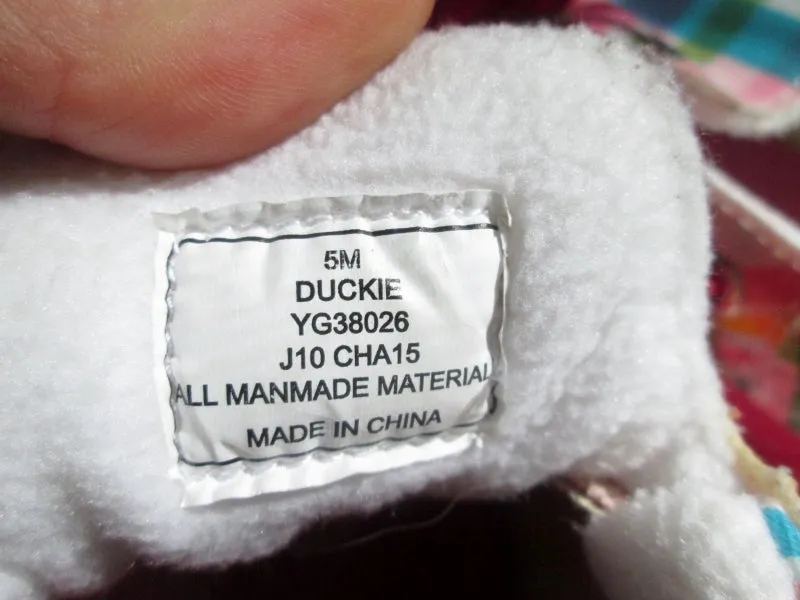 5M
DUCKIE
YG38026
J10 CHA15
ALL MANMADE MATERIAL
MADE IN CHINA